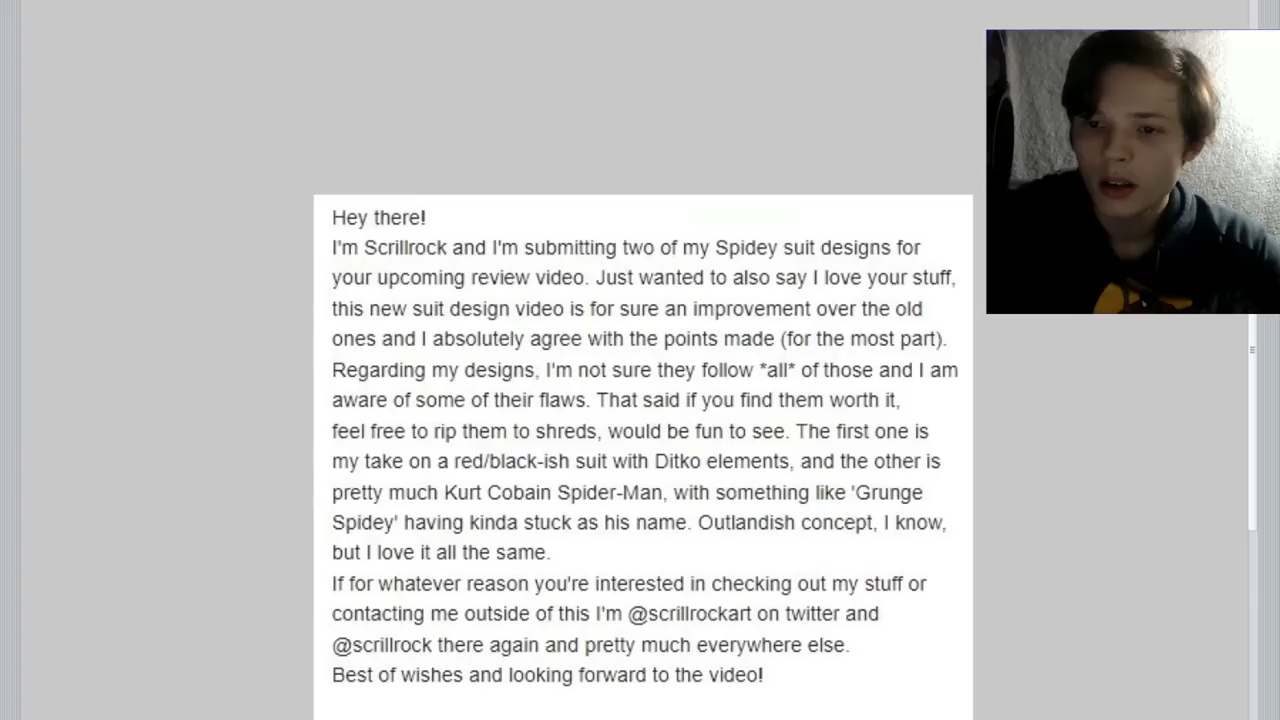 Hey there!
I'm Scrillrock and I'm submitting two of my Spidey suit designs for
your upcoming review video. Just wanted to also say I love your stuff,
this new suit design video is for sure an improvement over the old
ones and I absolutely agree with the points made (for the most part).
Regarding my designs, I'm not sure they follow *all* of those and I am
aware of some of their flaws. That said if you find them worth it,
feel free to rip them to shreds, would be fun to see. The first one is
my take on a red/black-ish suit with Ditko elements, and the other is
pretty much Kurt Cobain Spider-Man, with something like 'Grunge
Spidey' having kinda stuck as his name. Outlandish concept, I know,
but I love it all the same.
If for whatever reason you're interested in checking out my stuff or
contacting me outside of this I'm @scrillrockart on twitter and
@scrillrock there again and pretty much everywhere else.
Best of wishes and looking forward to the video!